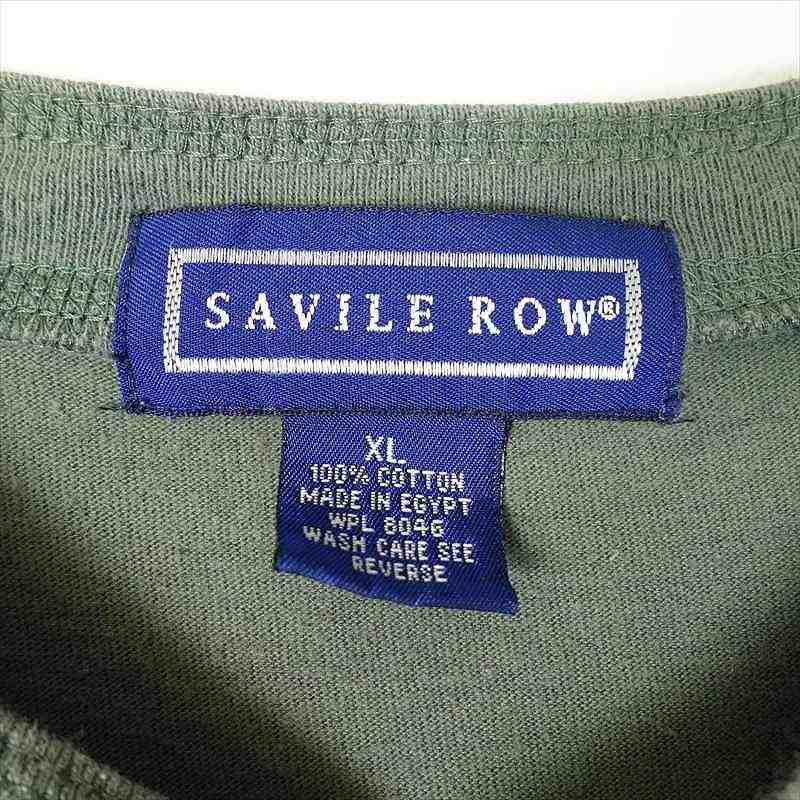 SAVILE ROW®
XL
100% COTTON
MADE IN EGYPT
WPL 8046
WASH CARE SEE
REVERSE